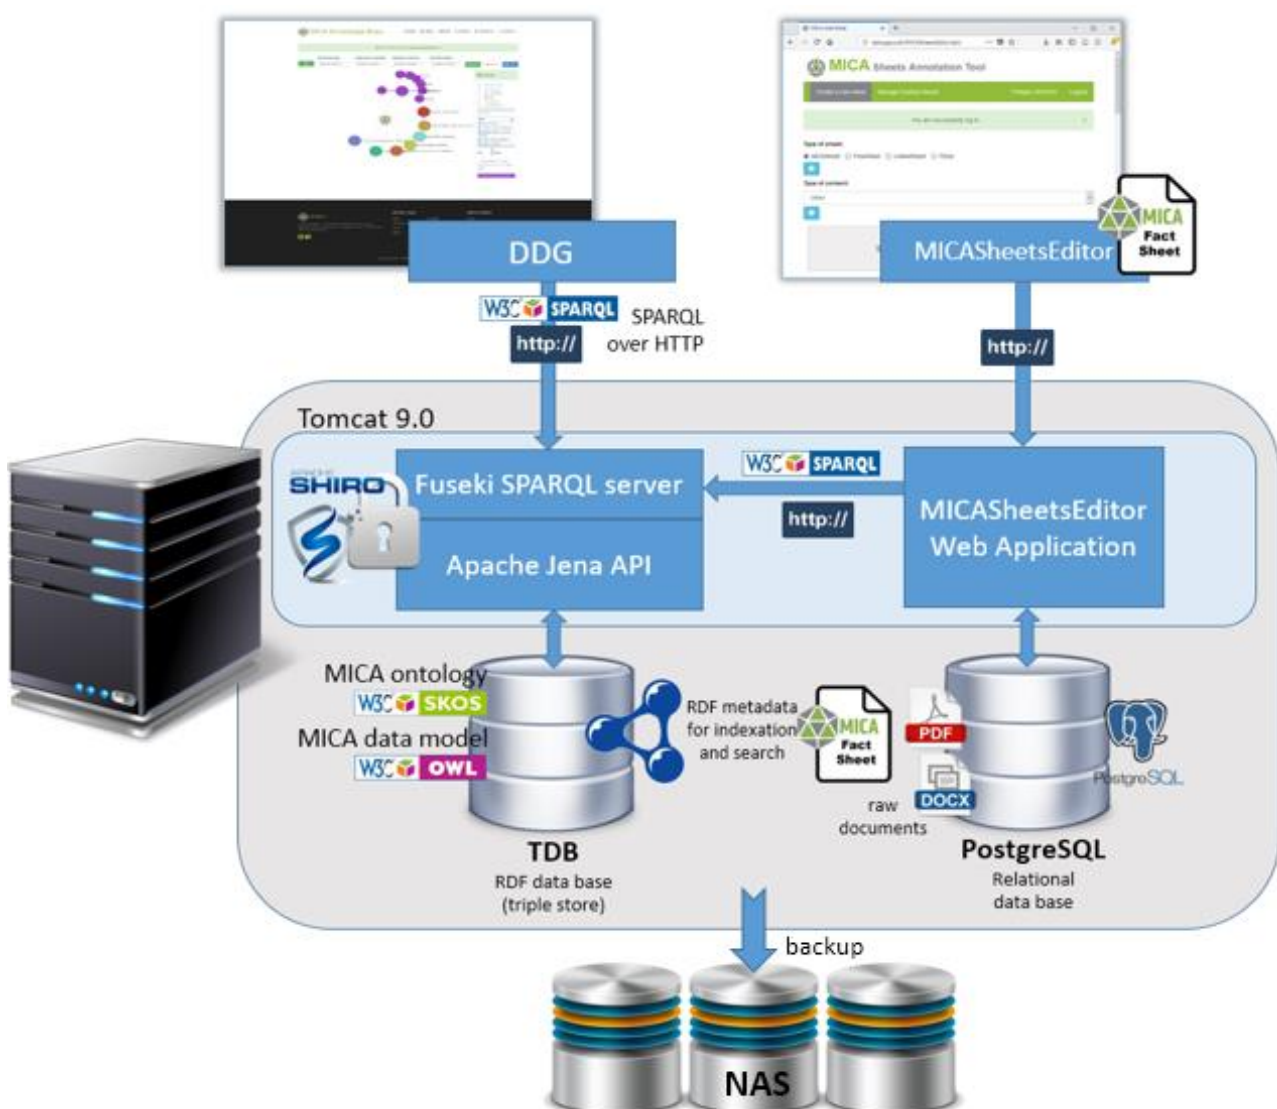 MICA Sheets Annotation Tool
Type of content
DDG
MICASheetsEditor
MICA
Fact
Sheet
W3C SPARQL
SPARQL
over HTTP
http://
http://
Tomcat 9.0
SHIRO
Fuseki SPARQL server
Apache Jena API
W3C SPARQL
http://
MICASheetsEditor
Web Application
MICA ontology
W3C SKOS
MICA data model
W3C OWL
RDF metadata
for indexation
and search
MICA
Fact
Sheet
raw
documents
PDF
DOCX
PostgreSQL
TDB
RDF data base
(triple store)
PostgreSQL
Relational
data base
backup
NAS